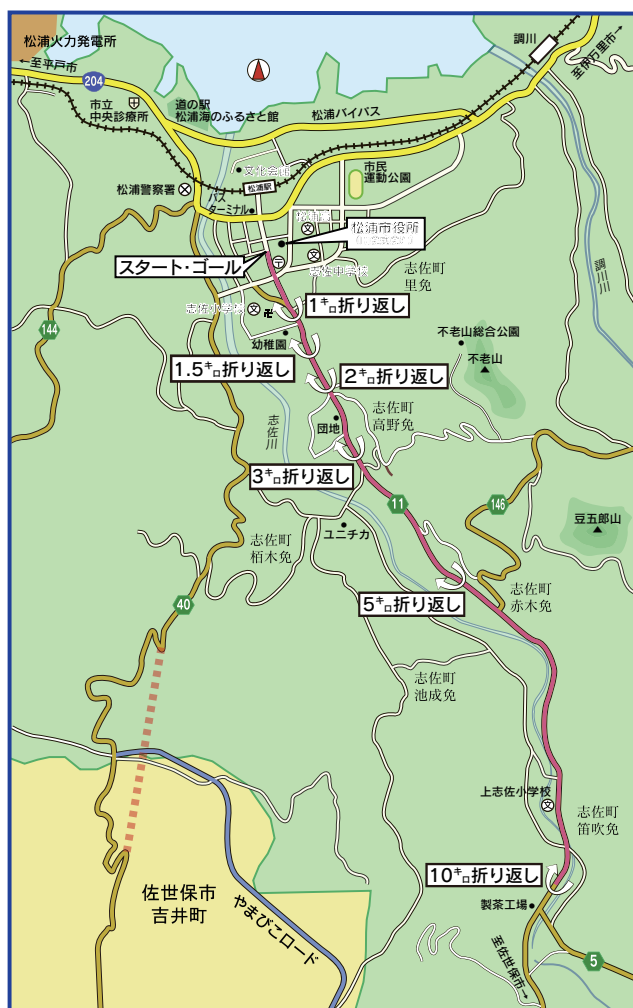 松浦火力発電所
←至平戸市
204
市立
中央診療所
道の駅
松浦海のふるさと館
松浦バイパス
調川
至伊万里市→
文化会館
松浦駅
市民
運動公園
松浦警察署
バス
ターミナル
松浦高
松浦市役所
志佐中学校
スタート・ゴール
志佐町
里免
調川川
志佐小学校
1キロ折り返し
144
幼稚園
不老山総合公園
不老山
1.5キロ折り返し
2キロ折り返し
志佐町
高野免
志佐川
団地
3キロ折り返し
11
146
豆五郎山
ユニチカ
志佐町
栢木免
40
5キロ折り返し
志佐町
赤木免
志佐町
池成免
上志佐小学校
志佐町
笛吹免
10キロ折り返し
製茶工場
佐世保市
吉井町
やまびこロード
至佐世保市→
5